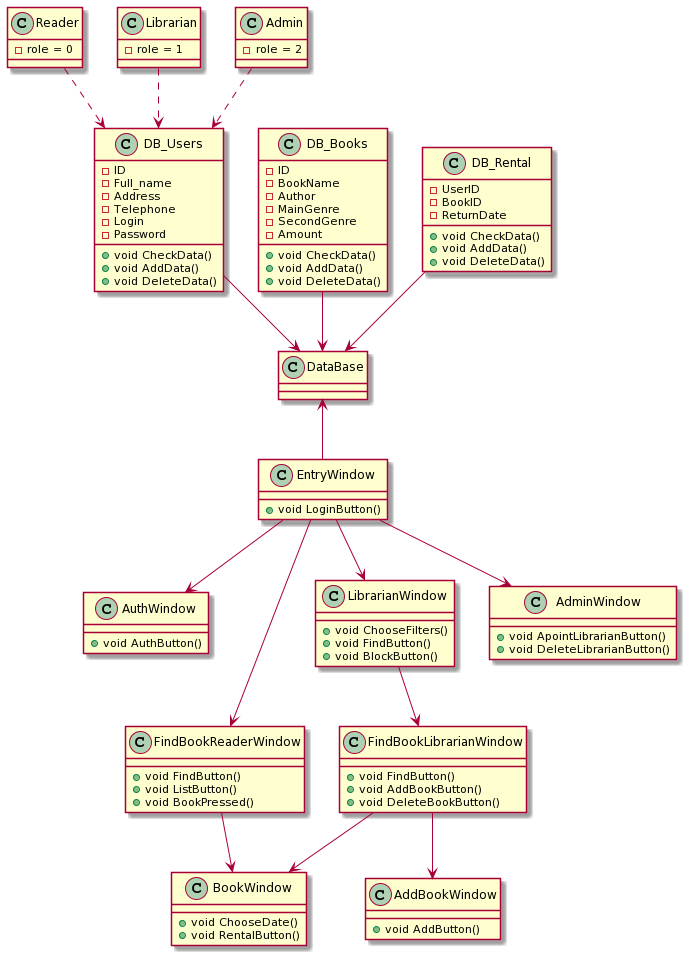 C Reader
role = 0
C Librarian
role = 1
C Admin
role = 2
C DB_Users
ID
Full_name
Address
Telephone
Login
Password
void CheckData()
void AddData()
void DeleteData()
C DB_Books
ID
BookName
Author
MainGenre
SecondGenre
Amount
void CheckData()
void AddData()
void DeleteData()
C DB_Rental
UserID
BookID
ReturnDate
void CheckData()
void AddData()
void DeleteData()
C DataBase
C EntryWindow
void LoginButton()
C AuthWindow
void AuthButton()
C LibrarianWindow
void ChooseFilters()
void FindButton()
void BlockButton()
C AdminWindow
void ApointLibrarianButton()
void DeleteLibrarianButton()
C FindBookReaderWindow
void FindButton()
void ListButton()
void BookPressed()
C FindBookLibrarianWindow
void FindButton()
void AddBookButton()
void DeleteBookButton()
C BookWindow
void ChooseDate()
void RentalButton()
C AddBookWindow
void AddButton()